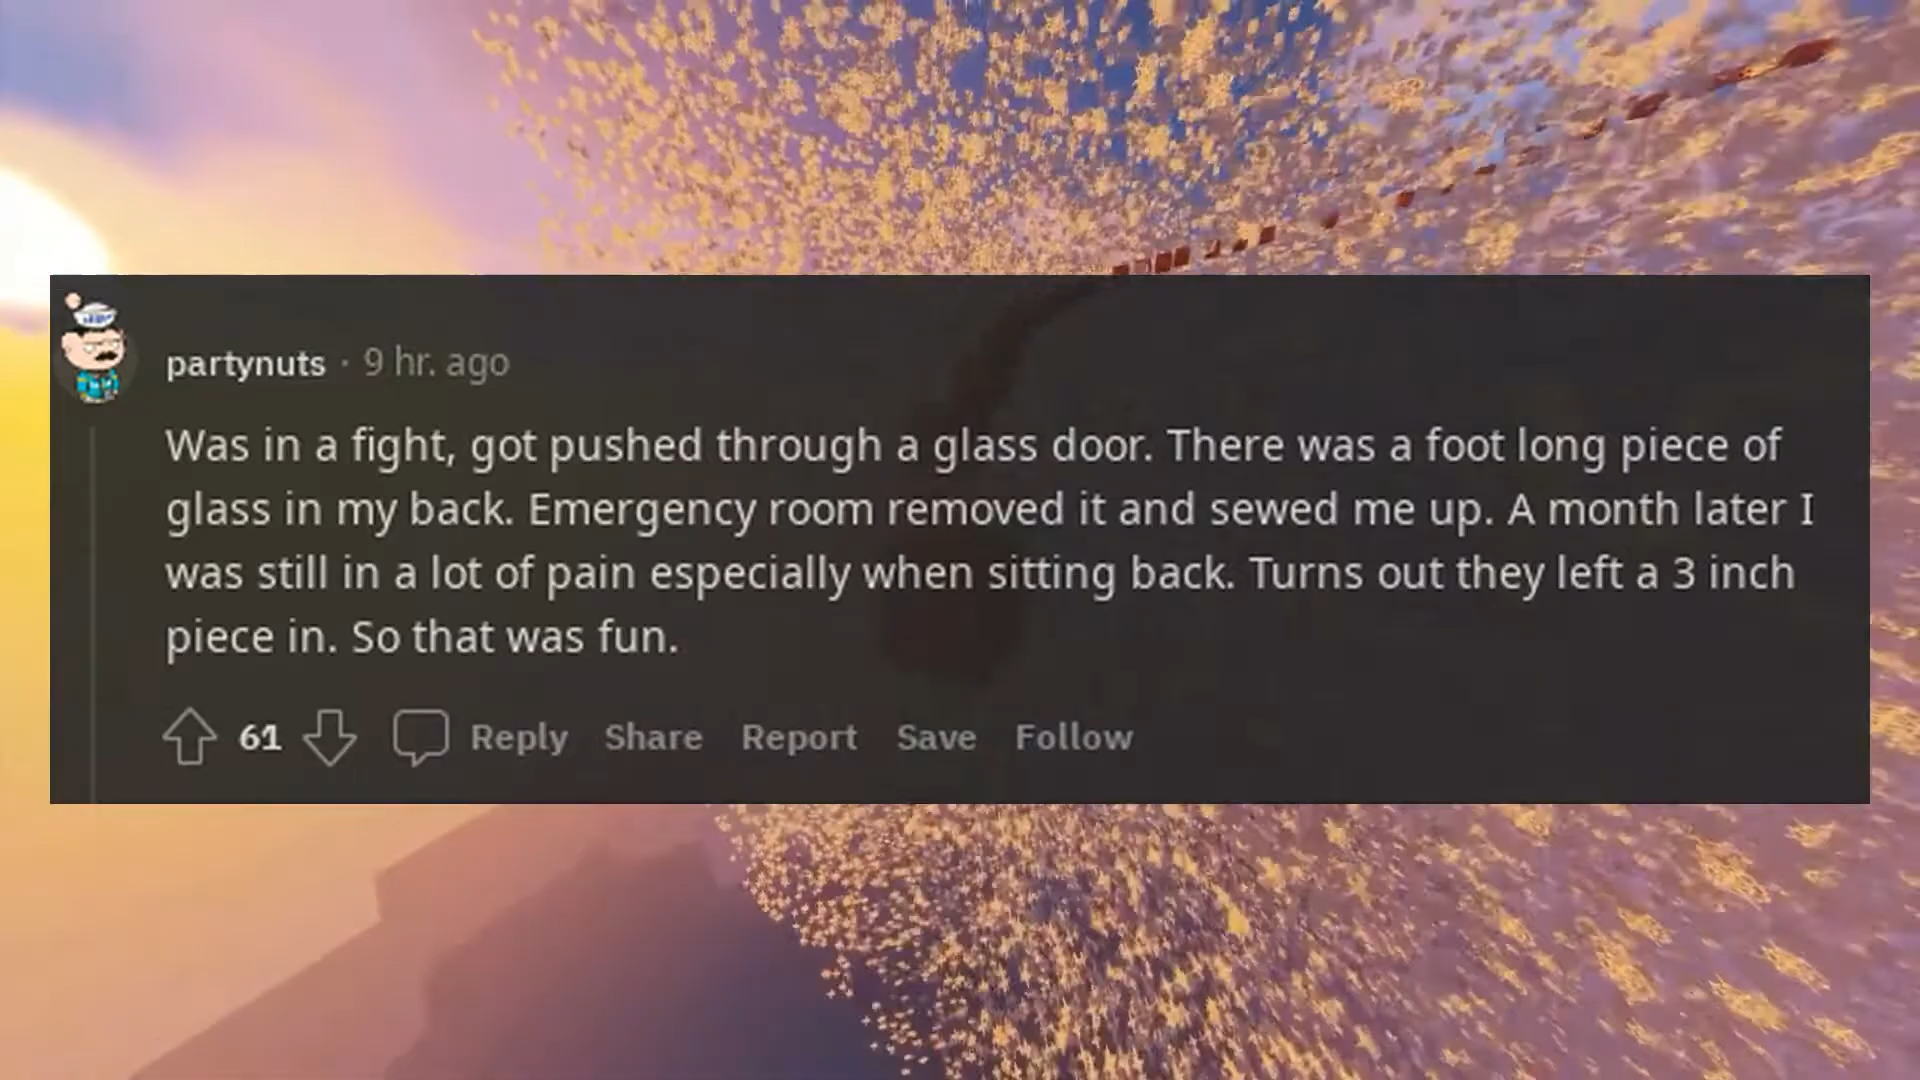 partynuts · 9 hr. ago
Was in a fight, got pushed through a glass door. There was a foot long piece of
glass in my back. Emergency room removed it and sewed me up. A month later I
was still in a lot of pain especially when sitting back. Turns out they left a 3 inch
piece in. So that was fun.
61 Reply Share Report Save Follow